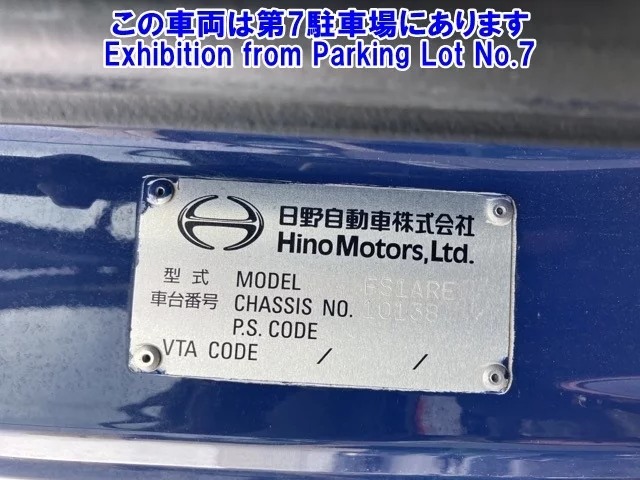 この車両は第7駐車場にあります
Exhibition from Parking Lot No.7
日野自動車株式会社
Hino Motors, Ltd.
型式 MODEL FS1ARE
車台番号 CHASSIS NO. 10138
P.S. CODE
VTA CODE / /